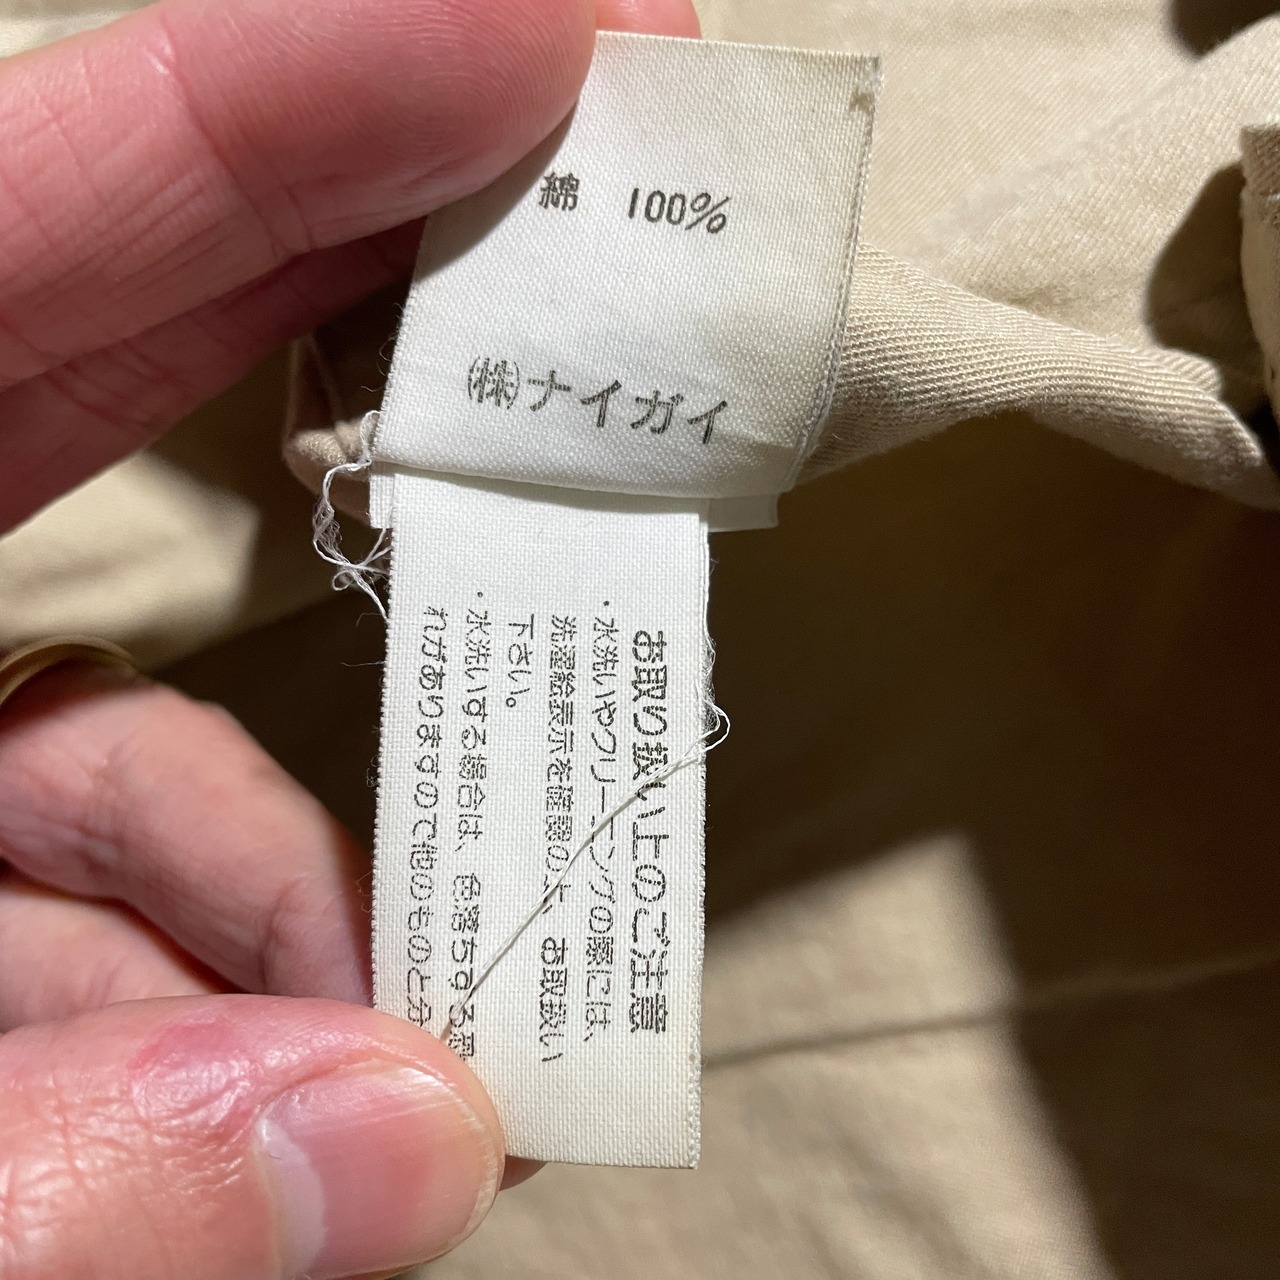 綿 100%
(株)ナイガイ
お取り扱い上のご注意
・水洗いやクリーニングの際には、
洗濯絵表示を確認の上、お取扱い
下さい。
・水洗いする場合は、色落ちする恐
れがありますので他のものと分